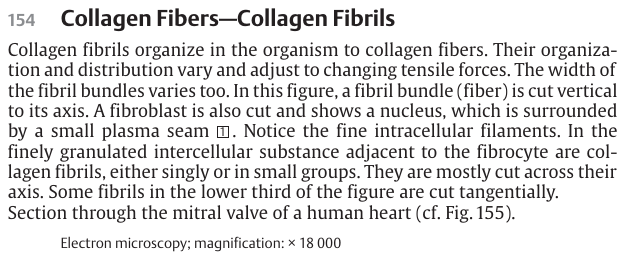 154 Collagen Fibers—Collagen Fibrils
Collagen fibrils organize in the organism to collagen fibers. Their organiza-
tion and distribution vary and adjust to changing tensile forces. The width of
the fibril bundles varies too. In this figure, a fibril bundle (fiber) is cut vertical
to its axis. A fibroblast is also cut and shows a nucleus, which is surrounded
by a small plasma seam 1. Notice the fine intracellular filaments. In the
finely granulated intercellular substance adjacent to the fibrocyte are col-
lagen fibrils, either singly or in small groups. They are mostly cut across their
axis. Some fibrils in the lower third of the figure are cut tangentially.
Section through the mitral valve of a human heart (cf. Fig. 155).
Electron microscopy; magnification: × 18 000